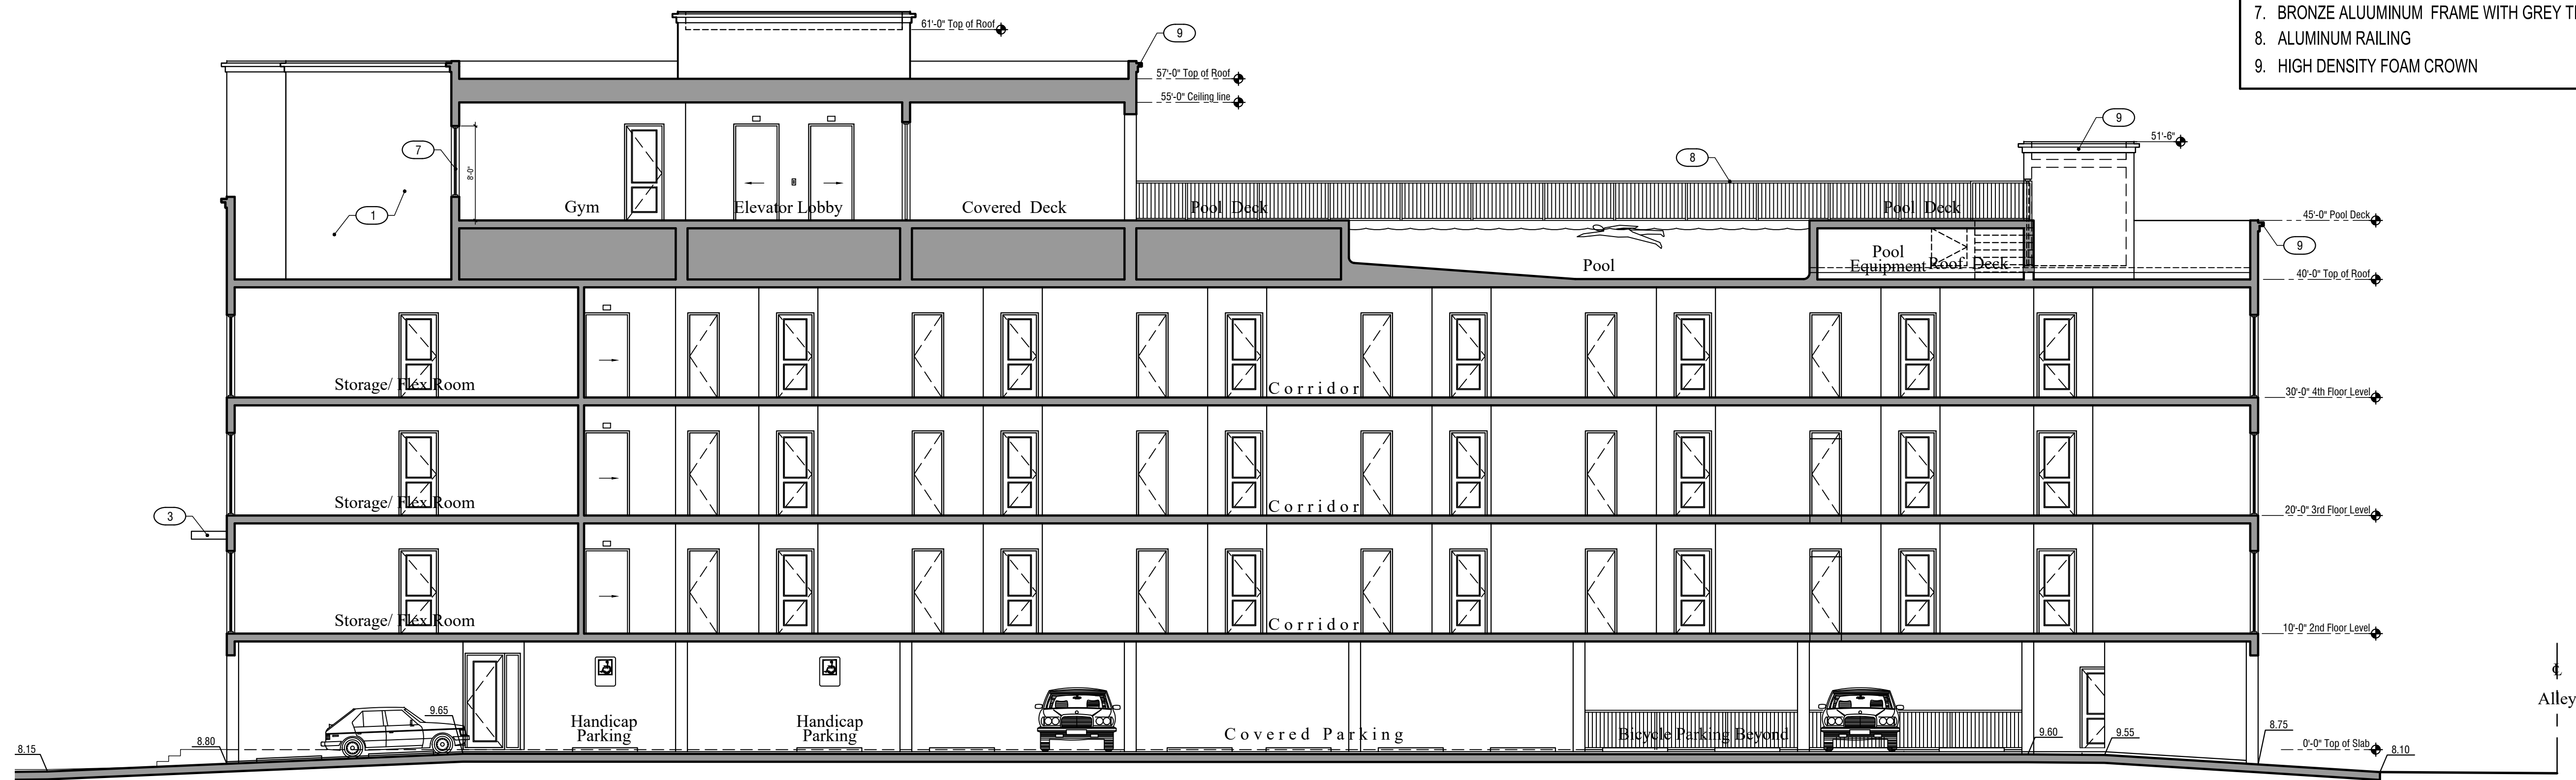 7. BRONZE ALUUMINUM FRAME WITH GREY
8. ALUMINUM RAILING
9. HIGH DENSITY FOAM CROWN
61'-0" Top of Roof
9
57'-0" Top of Roof
55'-0" Ceiling line
9
51'-6"
7
8'-0"
8
1
Gym
Elevator Lobby
Covered Deck
Pool Deck
Pool Deck
45'-0" Pool Deck
9
Pool
Pool
Equipment
Roof Deck
40'-0" Top of Roof
Storage/ Flex Room
Corridor
30'-0" 4th Floor Level
Storage/ Flex Room
Corridor
20'-0" 3rd Floor Level
3
Storage/ Flex Room
Corridor
10'-0" 2nd Floor Level
Alley
9.65
Handicap
Parking
Handicap
Parking
Covered Parking
Bicycle Parking Beyond
9.60
9.55
8.75
8.15
8.80
0'-0" Top of Slab
8.10